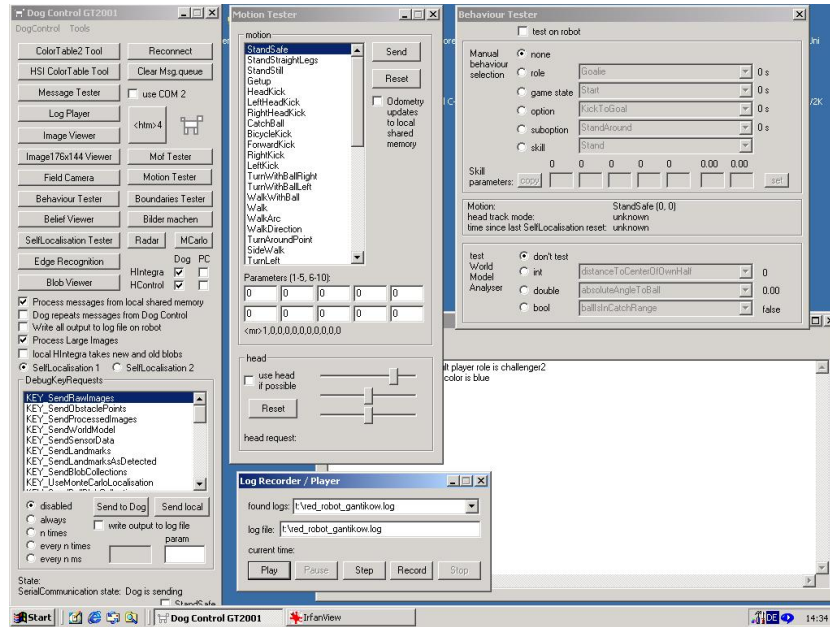 Dog Control GT2001
DogControl Tools
ColorTable2 Tool
Reconnect
HSI ColorTable Tool
Clear Msg.queue
Message Tester
use COM 2
Log Player
<htm>4
Image Viewer
Image176x144 Viewer
Mof Tester
Field Camera
Motion Tester
Behaviour Tester
Boundaries Tester
Belief Viewer
Bilder machen
SelfLocalisation Tester
Radar
MCarlo
Edge Recognition
Dog PC
HIntegra
Blob Viewer
HControl
Process messages from local shared memory
Dog repeats messages from Dog Control
Write all output to log file on robot
Process Large Images
local HIntegra takes new and old blobs
SelfLocalisation 1
SelfLocalisation 2
DebugKeyRequests
KEY_SendRawImages
KEY_SendObstaclePoints
KEY_SendProcessedImages
KEY_SendWorldModel
KEY_SendSensorData
KEY_SendLandmarks
KEY_SendLandmarksAsDetected
KEY_SendBlobCollections
KEY_UseMonteCarloLocalisation
disabled
always
n times
every n times
every n ms
Send to Dog
Send local
write output to log file
param
State:
SerialCommunication state: Dog is sending
StandSafe
Motion Tester
motion
StandSafe
StandStraightLegs
StandStill
Getup
HeadKick
LeftHeadKick
RightHeadKick
CatchBall
BicycleKick
ForwardKick
RightKick
LeftKick
TurnWithBallRight
TurnWithBallLeft
WalkWithBall
Walk
WalkArc
WalkDirection
TurnAroundPoint
SideWalk
TurnLeft
Send
Reset
Odometry
updates
to local
shared
memory
Parameters (1-5, 6-10):
0 0 0 0 0
0 0 0 0 0
<mr>1,0,0,0,0,0,0,0,0,0,0
head
use head
if possible
Reset
head request:
Behaviour Tester
test on robot
Manual
behaviour
selection
none
role Goalie 0 s
game state Start 0 s
option KickToGoal 0 s
suboption StandAround 0 s
skill Stand
0 0 0 0 0.00 0.00
Skill
parameters:
copy
set
Motion: StandSafe (0, 0)
head track mode: unknown
time since last SelfLocalisation reset: unknown
test
World
Model
Analyser
don't test
int distanceToCenterOfOwnHalf 0
double absoluteAngleToBall 0.00
bool ballIsInCatchRange false
lt player role is challenger2
color is blue
Log Recorder / Player
found logs: t:\red_robot_gantikow.log
log file: t:\red_robot_gantikow.log
current time:
Play
Pause
Step
Record
Stop
Start
Dog Control GT2001
IrfanView
DE
14:34